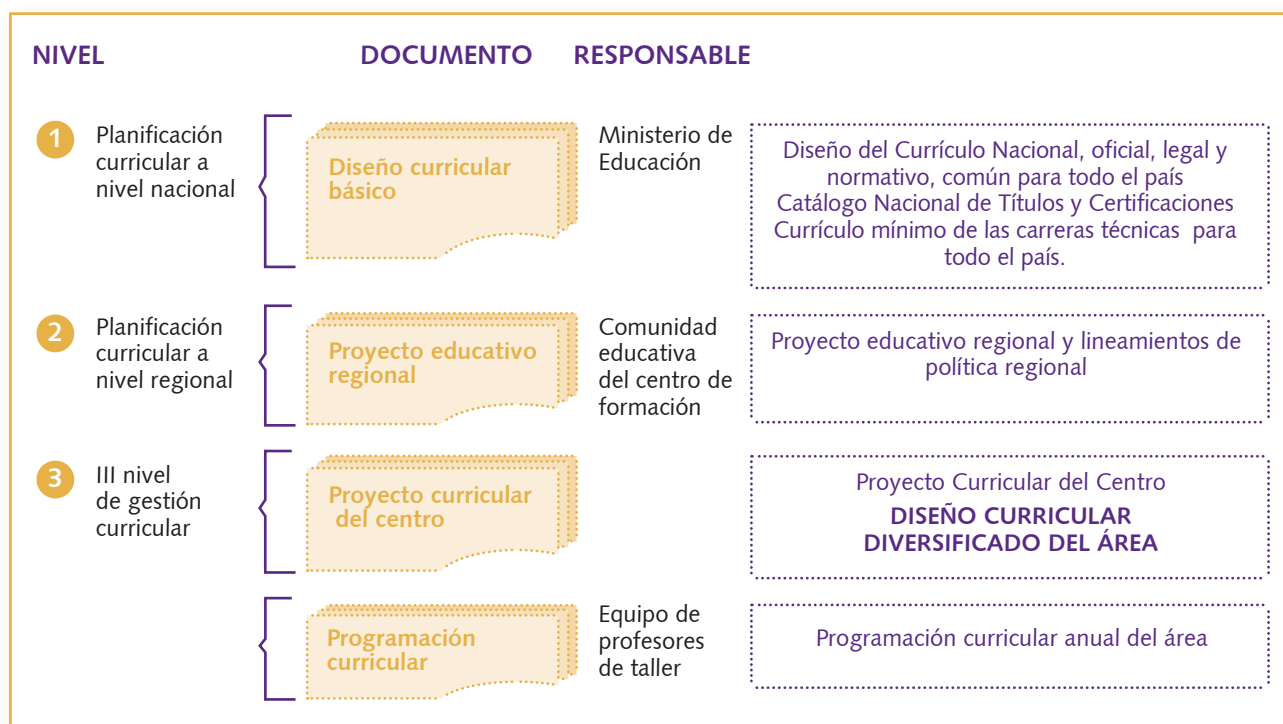 NIVEL DOCUMENTO RESPONSABLE
1
Planificación
curricular a
nivel nacional
Diseño curricular
básico
Ministerio de
Educación
Diseño del Currículo Nacional, oficial, legal y
normativo, común para todo el país
Catálogo Nacional de Títulos y Certificaciones
Currículo mínimo de las carreras técnicas para
todo el país.
2
Planificación
curricular a
nivel regional
Proyecto educativo
regional
Comunidad
educativa
del centro de
formación
Proyecto educativo regional y lineamientos de
política regional
3
III nivel
de gestión
curricular
Proyecto curricular
del centro
Proyecto Curricular del Centro
DISEÑO CURRICULAR
DIVERSIFICADO DEL ÁREA
Programación
curricular
Equipo de
profesores
de taller
Programación curricular anual del área